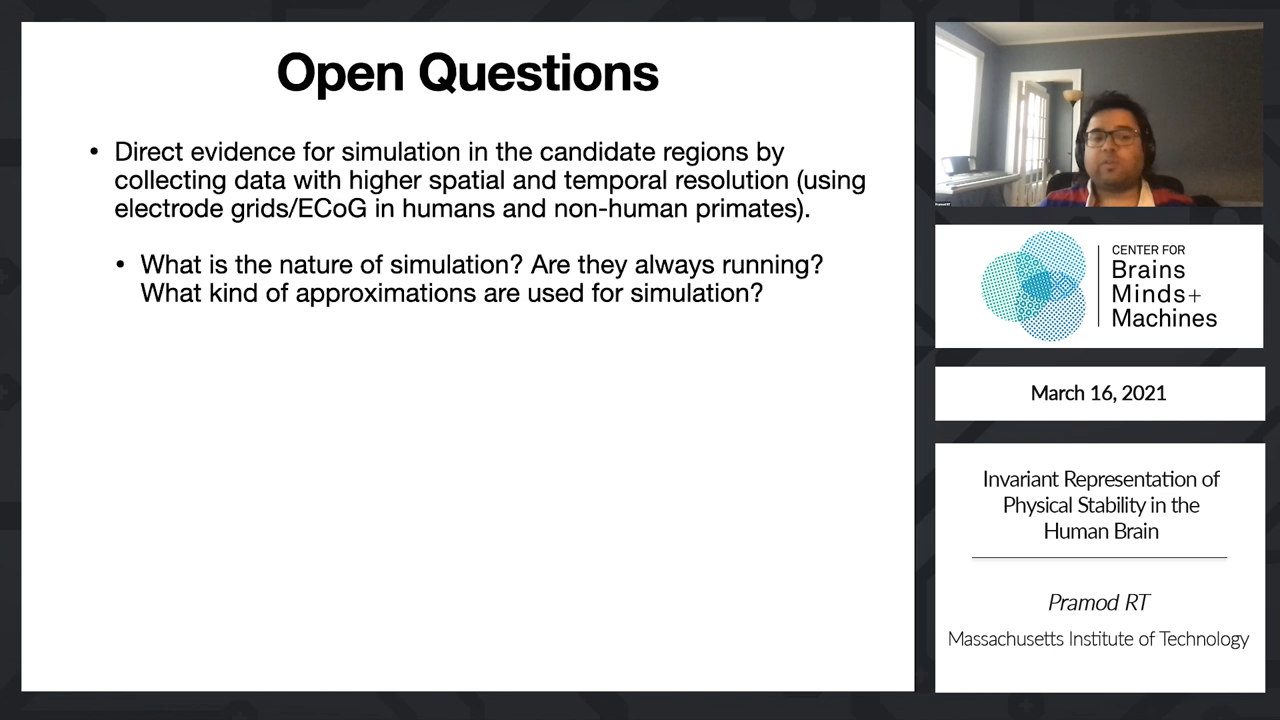 Open Questions
• Direct evidence for simulation in the candidate regions by
collecting data with higher spatial and temporal resolution (using
electrode grids/ECoG in humans and non-human primates).
• What is the nature of simulation? Are they always running?
What kind of approximations are used for simulation?
Pramod RT
CENTER FOR
Brains
Minds+
Machines
March 16, 2021
Invariant Representation of
Physical Stability in the
Human Brain
Pramod RT
Massachusetts Institute of Technology